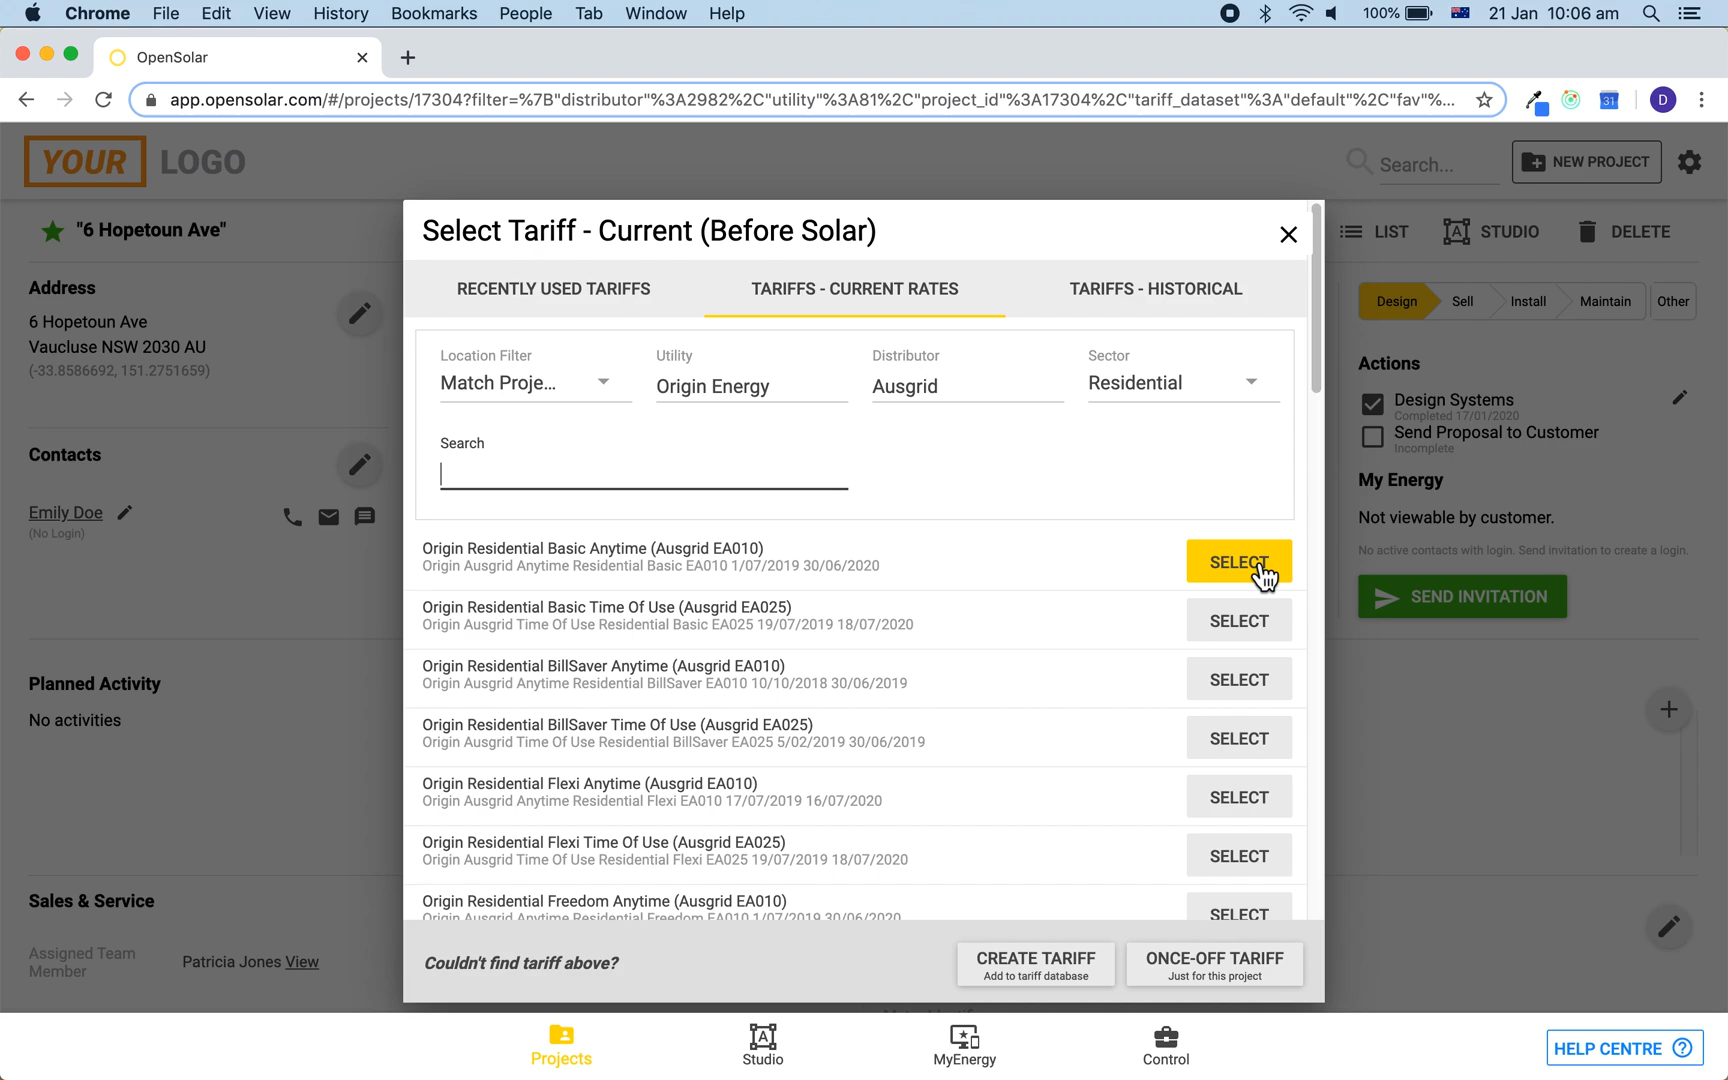 Chrome File Edit View History Bookmarks People Tab Window Help 100% 21 Jan 10:06 am
OpenSolar
app.opensolar.com/#/projects/17304?filter=%7B"distributor"%3A2982%2C"utility"%3A81%2C"project_id"%3A17304%2C"tariff_dataset"%3A"default"%2C"fav"%... 31 D
YOUR LOGO
Search...
NEW PROJECT
"6 Hopetoun Ave"
LIST
STUDIO
DELETE
Address
6 Hopetoun Ave
Vaucluse NSW 2030 AU
(-33.8586692, 151.2751659)
Contacts
Emily Doe
(No Login)
Planned Activity
No activities
Sales & Service
Assigned Team
Member
Patricia Jones View
Select Tariff - Current (Before Solar)
RECENTLY USED TARIFFS
TARIFFS - CURRENT RATES
TARIFFS - HISTORICAL
Location Filter
Match Proje...
Utility
Origin Energy
Distributor
Ausgrid
Sector
Residential
Search
Origin Residential Basic Anytime (Ausgrid EA010)
Origin Ausgrid Anytime Residential Basic EA010 1/07/2019 30/06/2020
SELECT
Origin Residential Basic Time Of Use (Ausgrid EA025)
Origin Ausgrid Time Of Use Residential Basic EA025 19/07/2019 18/07/2020
SELECT
Origin Residential BillSaver Anytime (Ausgrid EA010)
Origin Ausgrid Anytime Residential BillSaver EA010 10/10/2018 30/06/2019
SELECT
Origin Residential BillSaver Time Of Use (Ausgrid EA025)
Origin Ausgrid Time Of Use Residential BillSaver EA025 5/02/2019 30/06/2019
SELECT
Origin Residential Flexi Anytime (Ausgrid EA010)
Origin Ausgrid Anytime Residential Flexi EA010 17/07/2019 16/07/2020
SELECT
Origin Residential Flexi Time Of Use (Ausgrid EA025)
Origin Ausgrid Time Of Use Residential Flexi EA025 19/07/2019 18/07/2020
SELECT
Origin Residential Freedom Anytime (Ausgrid EA010)
Origin Ausgrid Anytime Residential Freedom EA010 1/07/2019 30/06/2020
SELECT
Couldn't find tariff above?
CREATE TARIFF
Add to tariff database
ONCE-OFF TARIFF
Just for this project
Design Sell Install Maintain Other
Actions
Design Systems
Completed 17/01/2020
Send Proposal to Customer
Incomplete
My Energy
Not viewable by customer.
No active contacts with login. Send invitation to create a login.
SEND INVITATION
Projects
Studio
MyEnergy
Control
HELP CENTRE